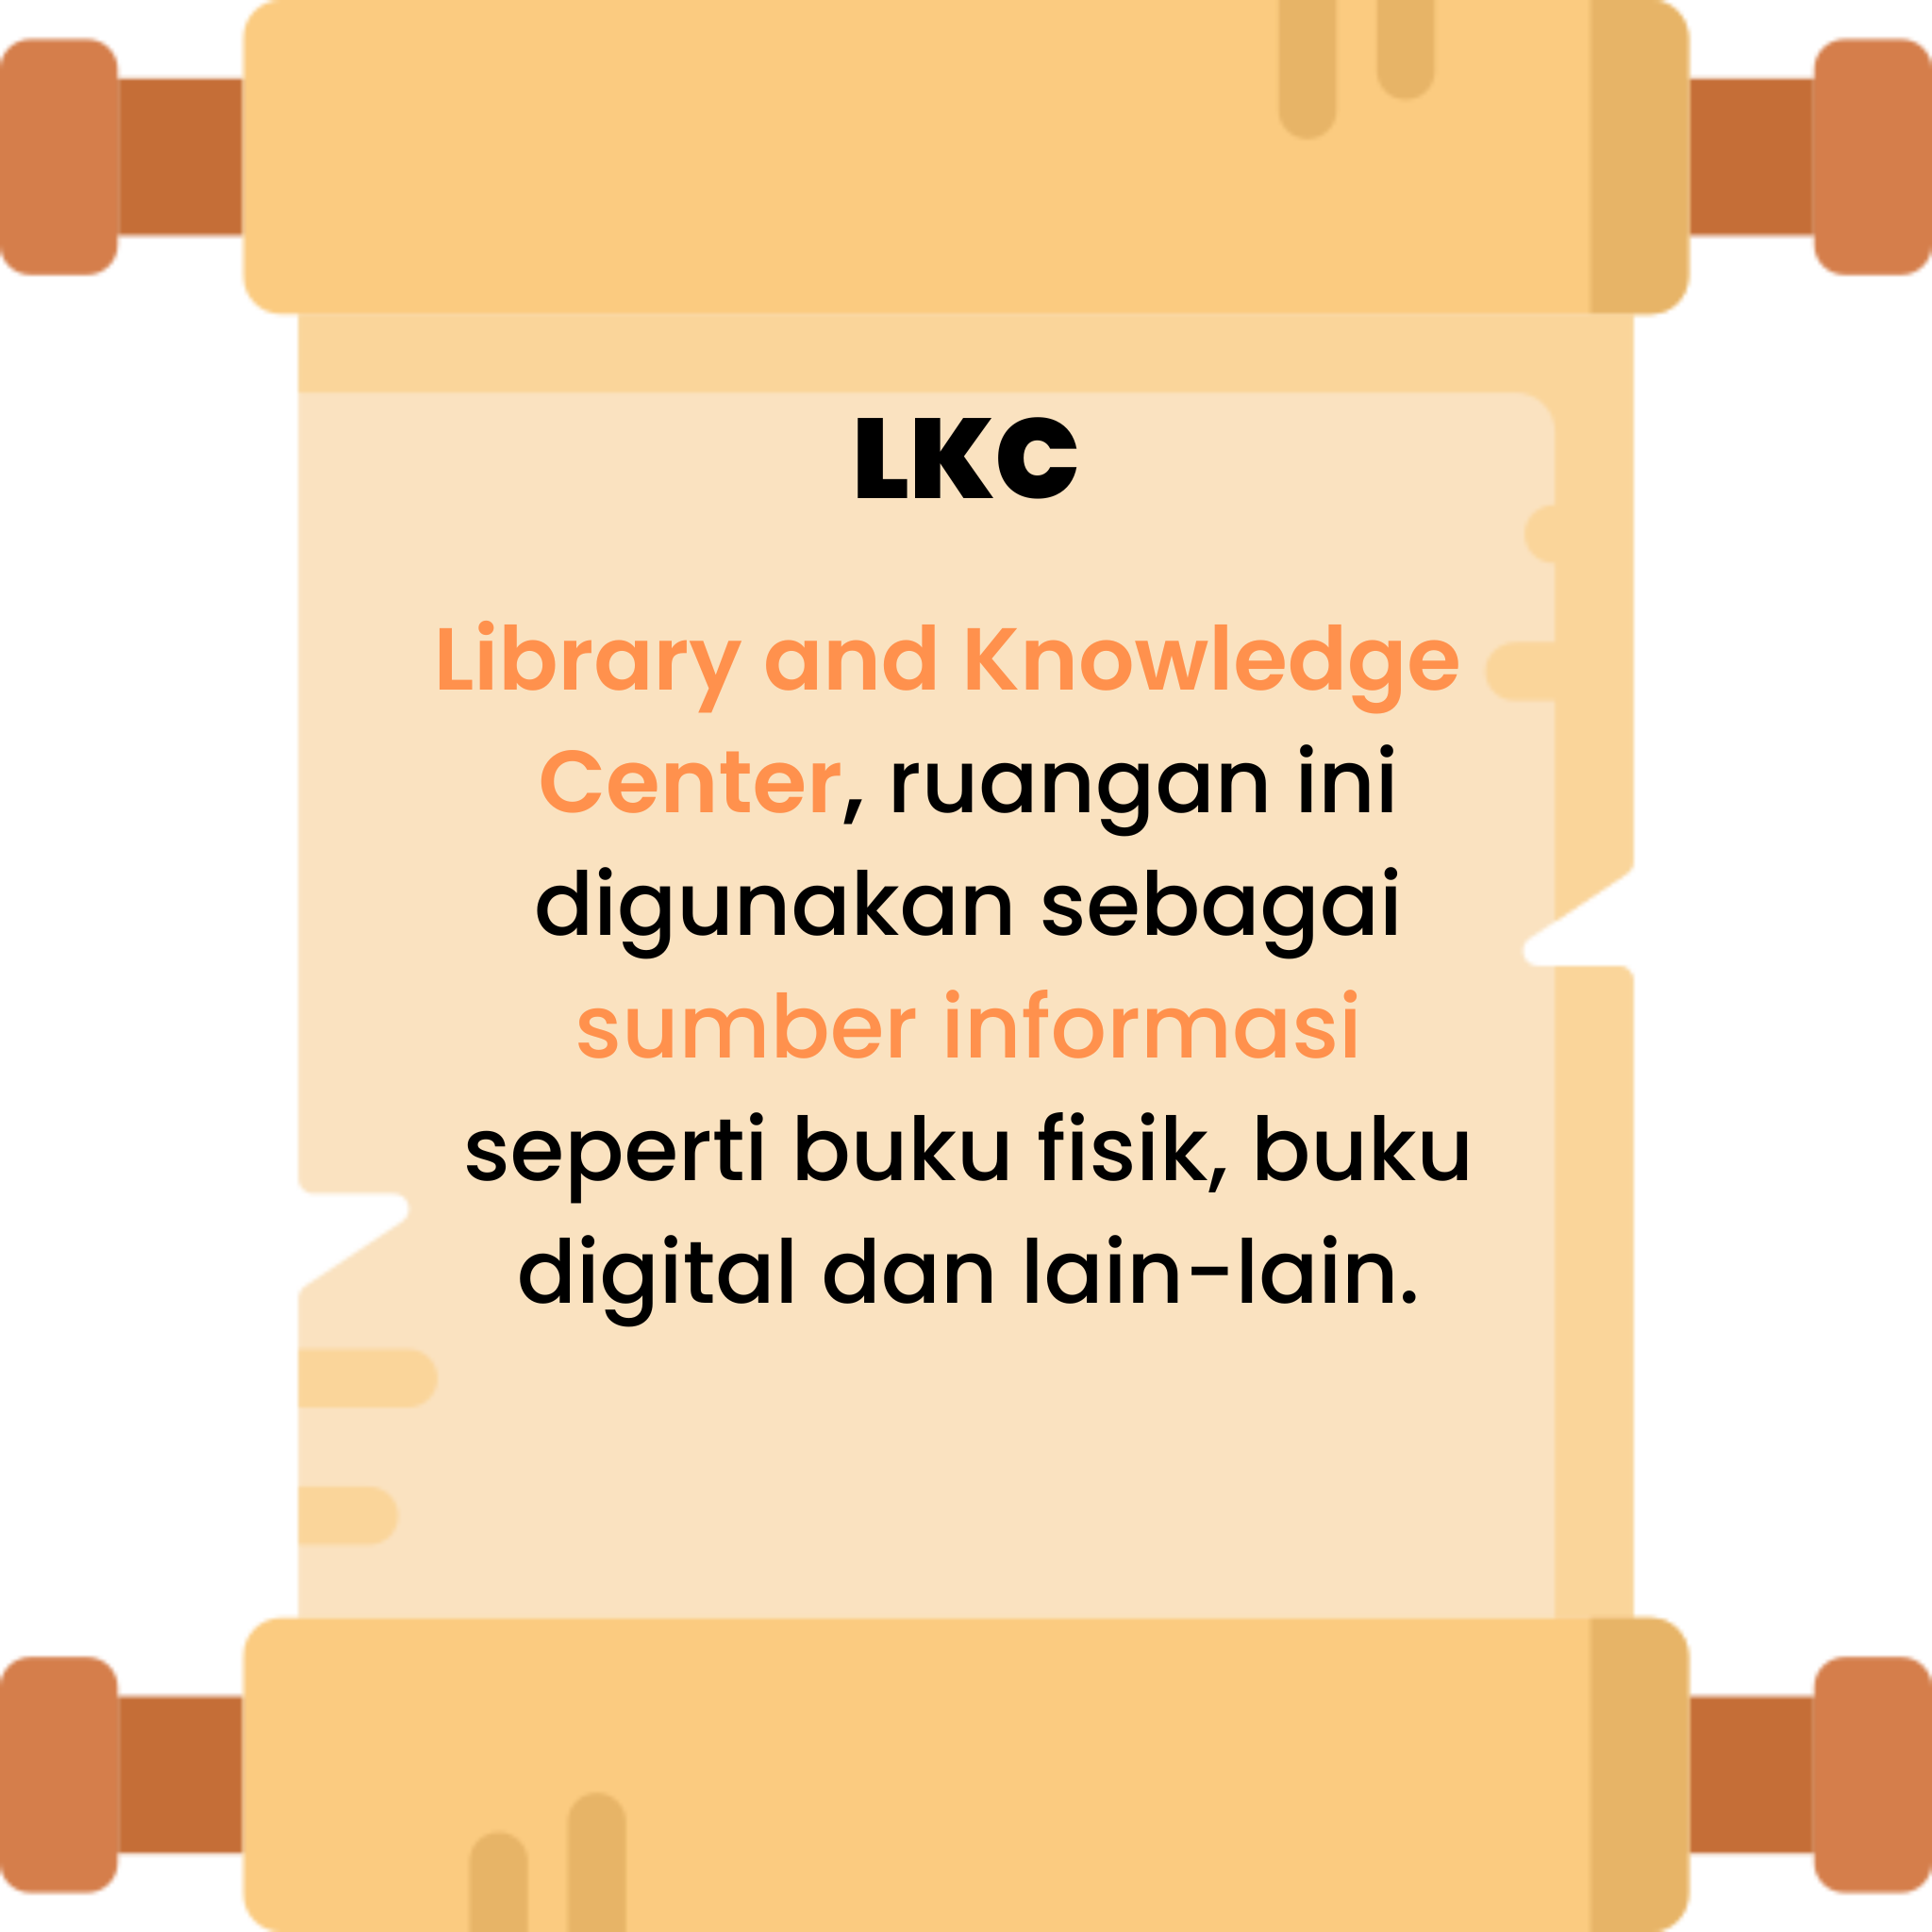 LKC
Library and Knowledge
Center, ruangan ini
digunakan sebagai
sumber informasi
seperti buku fisik, buku
digital dan lain-lain.